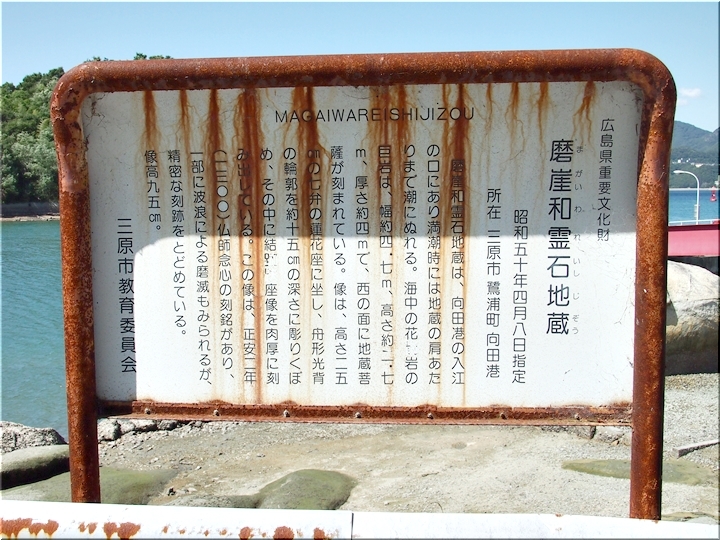 MAGAIWAREISHIJIZOU
広島県重要文化財
まがいわれいしじぞう
磨崖和霊石地蔵
昭和五十年四月八日指定
所在 三原市 鷺浦町 向田港
磨崖和霊石地蔵は、向田港の入江
の口にあり満潮時には地蔵の肩あた
りまで潮にぬれる。海中の花 岩の
巨岩は、幅約四.七m、高さ約二.七
m、厚さ約四mで、西の面に地蔵菩
薩が刻まれている。像は、高さ二五
cmの七弁の蓮花座に坐し、舟形光背
の輪郭を約十五cmの深さに彫りくぼ
め、その中に結 座像を肉厚に刻
み出している。この像は、正安二年
(一三〇〇)仏師念心の刻銘があり、
一部に波浪による磨滅もみられるが、
精密な刻跡をとどめている。
像高九五cm。
三原市教育委員会